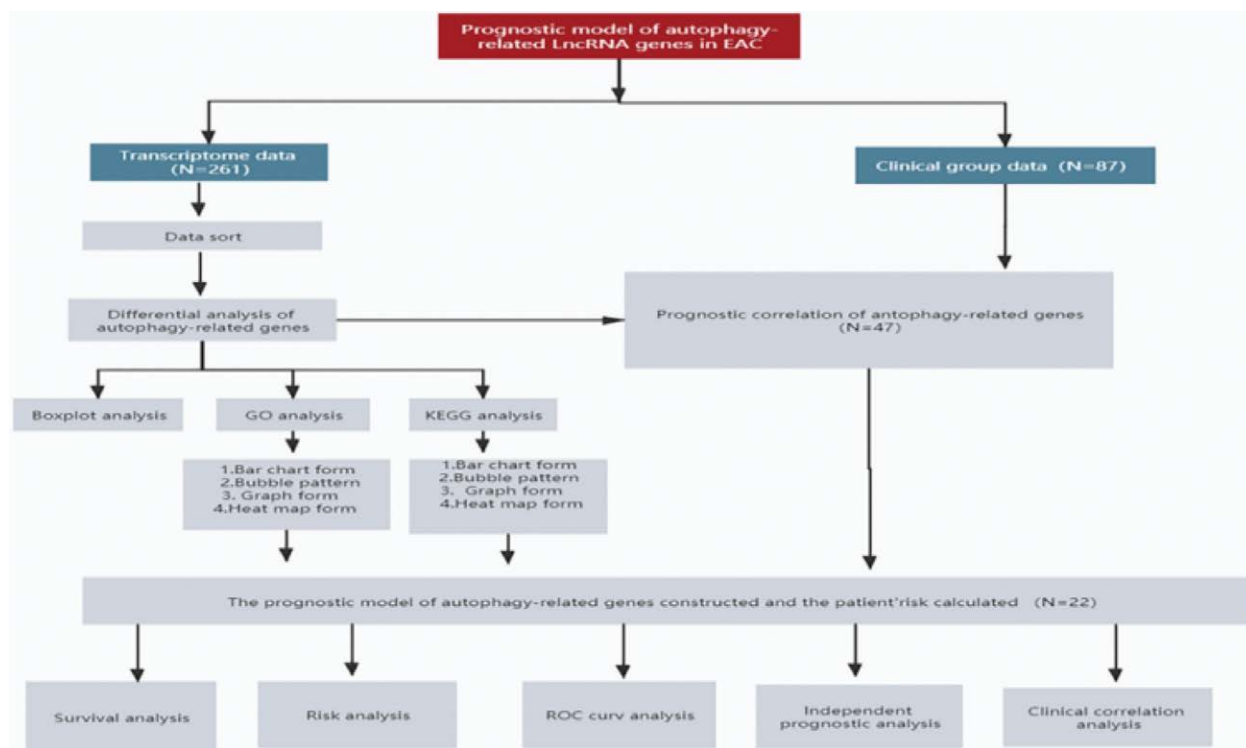 Prognostic model of autophagy-
related LncRNA genes in EAC
Transcriptome data
(N=261)
Clinical group data (N=87)
Data sort
Differential analysis of
autophagy-related genes
Prognostic correlation of antophagy-related genes
(N=47)
Boxplot analysis
GO analysis
KEGG analysis
1.Bar chart form
2.Bubble pattern
3. Graph form
4.Heat map form
1.Bar chart form
2.Bubble pattern
3. Graph form
4.Heat map form
The prognostic model of autophagy-related genes constructed and the patient'risk calculated (N=22)
Survival analysis
Risk analysis
ROC curv analysis
Independent
prognostic analysis
Clinical correlation
analysis